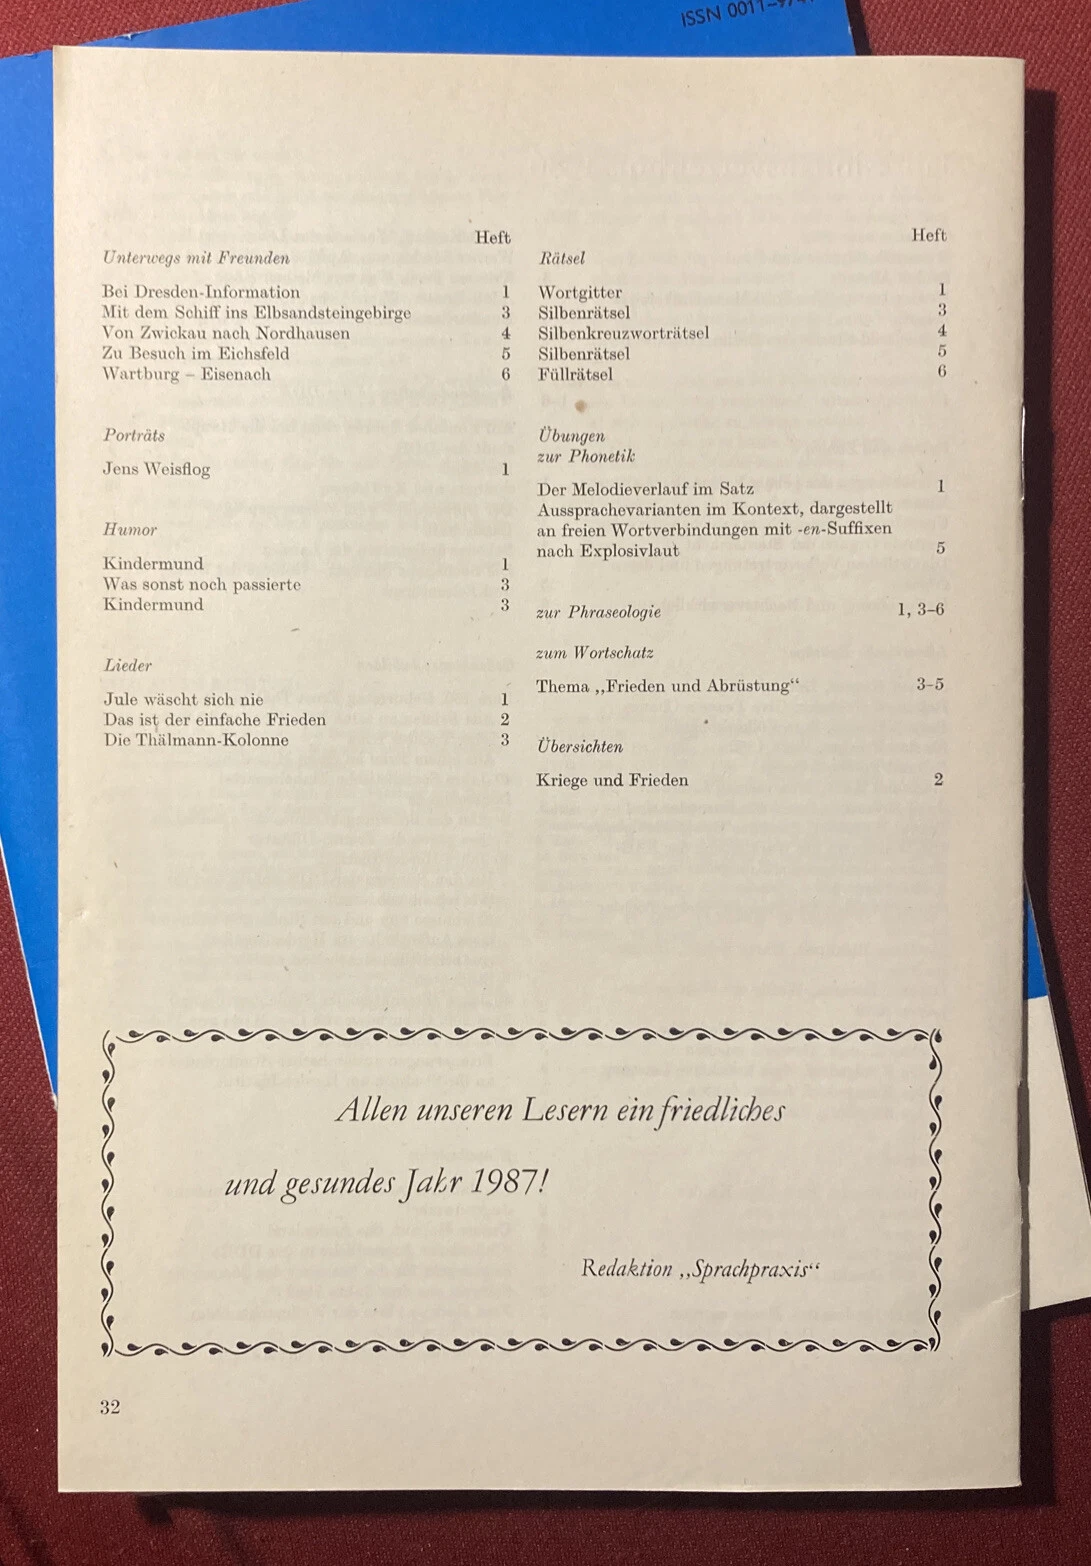 ISSN 0011-
Heft
Unterwegs mit Freunden
Bei Dresden-Information 1
Mit dem Schiff ins Elbsandsteingebirge 3
Von Zwickau nach Nordhausen 4
Zu Besuch im Eichsfeld 5
Wartburg – Eisenach 6
Porträts
Jens Weisflog 1
Humor
Kindermund 1
Was sonst noch passierte 3
Kindermund 3
Lieder
Jule wäscht sich nie 1
Das ist der einfache Frieden 2
Die Thälmann-Kolonne 3
Heft
Rätsel
Wortgitter 1
Silbenrätsel 3
Silbenkreuzworträtsel 4
Silbenrätsel 5
Füllrätsel 6
Übungen
zur Phonetik
Der Melodieverlauf im Satz 1
Aussprachevarianten im Kontext, dargestellt
an freien Wortverbindungen mit -en-Suffixen
nach Explosivlaut 5
zur Phraseologie 1, 3–6
zum Wortschatz
Thema „Frieden und Abrüstung“ 3–5
Übersichten
Kriege und Frieden 2
Allen unseren Lesern ein friedliches
und gesundes Jahr 1987!
Redaktion „Sprachpraxis“
32